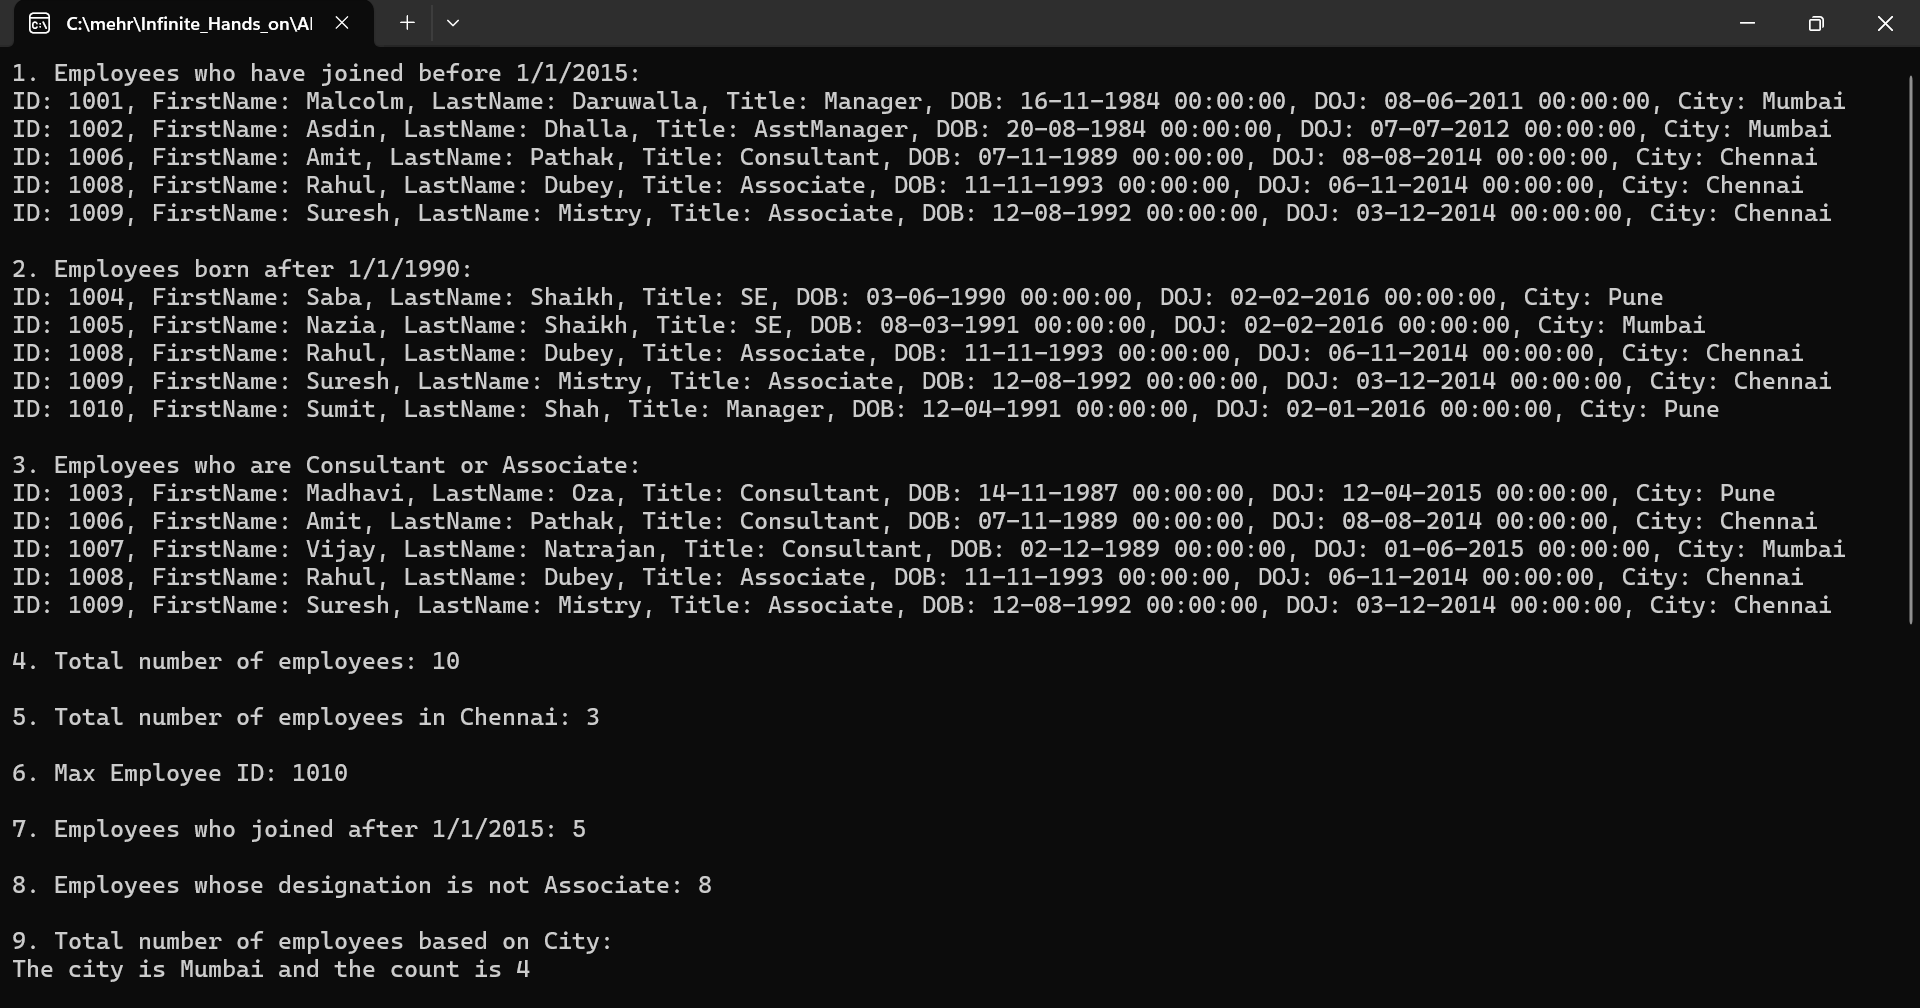 C:\mehr\Infinite_Hands_on\Al
1. Employees who have joined before 1/1/2015:
ID: 1001, FirstName: Malcolm, LastName: Daruwalla, Title: Manager, DOB: 16-11-1984 00:00:00, DOJ: 08-06-2011 00:00:00, City: Mumbai
ID: 1002, FirstName: Asdin, LastName: Dhalla, Title: AsstManager, DOB: 20-08-1984 00:00:00, DOJ: 07-07-2012 00:00:00, City: Mumbai
ID: 1006, FirstName: Amit, LastName: Pathak, Title: Consultant, DOB: 07-11-1989 00:00:00, DOJ: 08-08-2014 00:00:00, City: Chennai
ID: 1008, FirstName: Rahul, LastName: Dubey, Title: Associate, DOB: 11-11-1993 00:00:00, DOJ: 06-11-2014 00:00:00, City: Chennai
ID: 1009, FirstName: Suresh, LastName: Mistry, Title: Associate, DOB: 12-08-1992 00:00:00, DOJ: 03-12-2014 00:00:00, City: Chennai
2. Employees born after 1/1/1990:
ID: 1004, FirstName: Saba, LastName: Shaikh, Title: SE, DOB: 03-06-1990 00:00:00, DOJ: 02-02-2016 00:00:00, City: Pune
ID: 1005, FirstName: Nazia, LastName: Shaikh, Title: SE, DOB: 08-03-1991 00:00:00, DOJ: 02-02-2016 00:00:00, City: Mumbai
ID: 1008, FirstName: Rahul, LastName: Dubey, Title: Associate, DOB: 11-11-1993 00:00:00, DOJ: 06-11-2014 00:00:00, City: Chennai
ID: 1009, FirstName: Suresh, LastName: Mistry, Title: Associate, DOB: 12-08-1992 00:00:00, DOJ: 03-12-2014 00:00:00, City: Chennai
ID: 1010, FirstName: Sumit, LastName: Shah, Title: Manager, DOB: 12-04-1991 00:00:00, DOJ: 02-01-2016 00:00:00, City: Pune
3. Employees who are Consultant or Associate:
ID: 1003, FirstName: Madhavi, LastName: Oza, Title: Consultant, DOB: 14-11-1987 00:00:00, DOJ: 12-04-2015 00:00:00, City: Pune
ID: 1006, FirstName: Amit, LastName: Pathak, Title: Consultant, DOB: 07-11-1989 00:00:00, DOJ: 08-08-2014 00:00:00, City: Chennai
ID: 1007, FirstName: Vijay, LastName: Natrajan, Title: Consultant, DOB: 02-12-1989 00:00:00, DOJ: 01-06-2015 00:00:00, City: Mumbai
ID: 1008, FirstName: Rahul, LastName: Dubey, Title: Associate, DOB: 11-11-1993 00:00:00, DOJ: 06-11-2014 00:00:00, City: Chennai
ID: 1009, FirstName: Suresh, LastName: Mistry, Title: Associate, DOB: 12-08-1992 00:00:00, DOJ: 03-12-2014 00:00:00, City: Chennai
4. Total number of employees: 10
5. Total number of employees in Chennai: 3
6. Max Employee ID: 1010
7. Employees who joined after 1/1/2015: 5
8. Employees whose designation is not Associate: 8
9. Total number of employees based on City:
The city is Mumbai and the count is 4